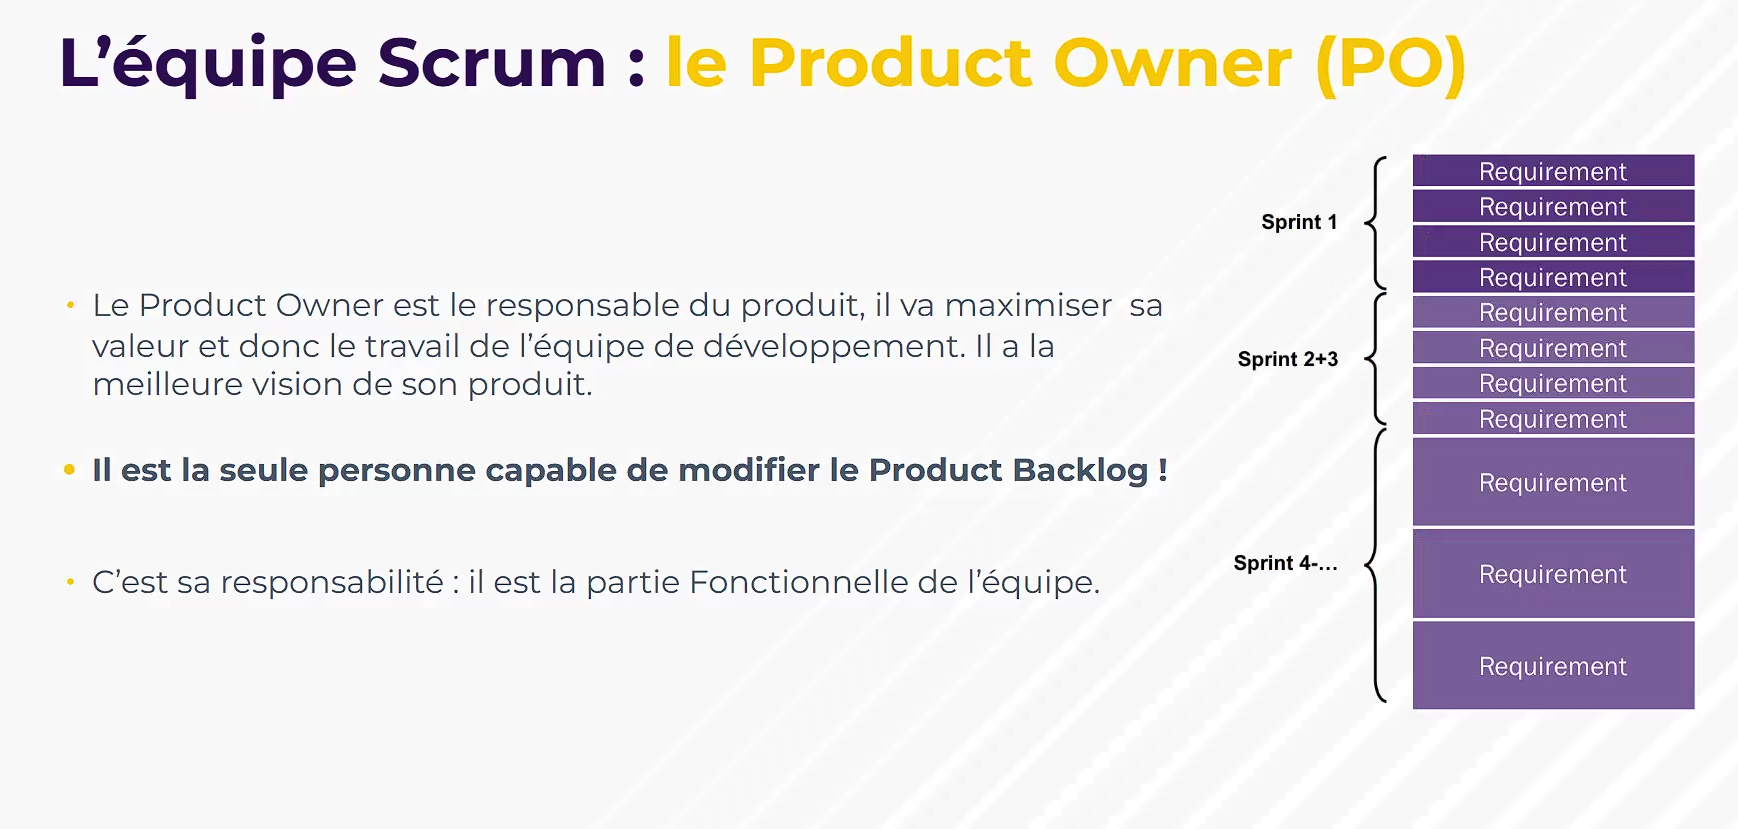 L’équipe Scrum : le Product Owner (PO)
• Le Product Owner est le responsable du produit, il va maximiser sa
valeur et donc le travail de l’équipe de développement. Il a la
meilleure vision de son produit.
• Il est la seule personne capable de modifier le Product Backlog !
• C’est sa responsabilité : il est la partie Fonctionnelle de l’équipe.
Sprint 1
Requirement
Requirement
Requirement
Requirement
Sprint 2+3
Requirement
Requirement
Requirement
Requirement
Sprint 4-...
Requirement
Requirement
Requirement